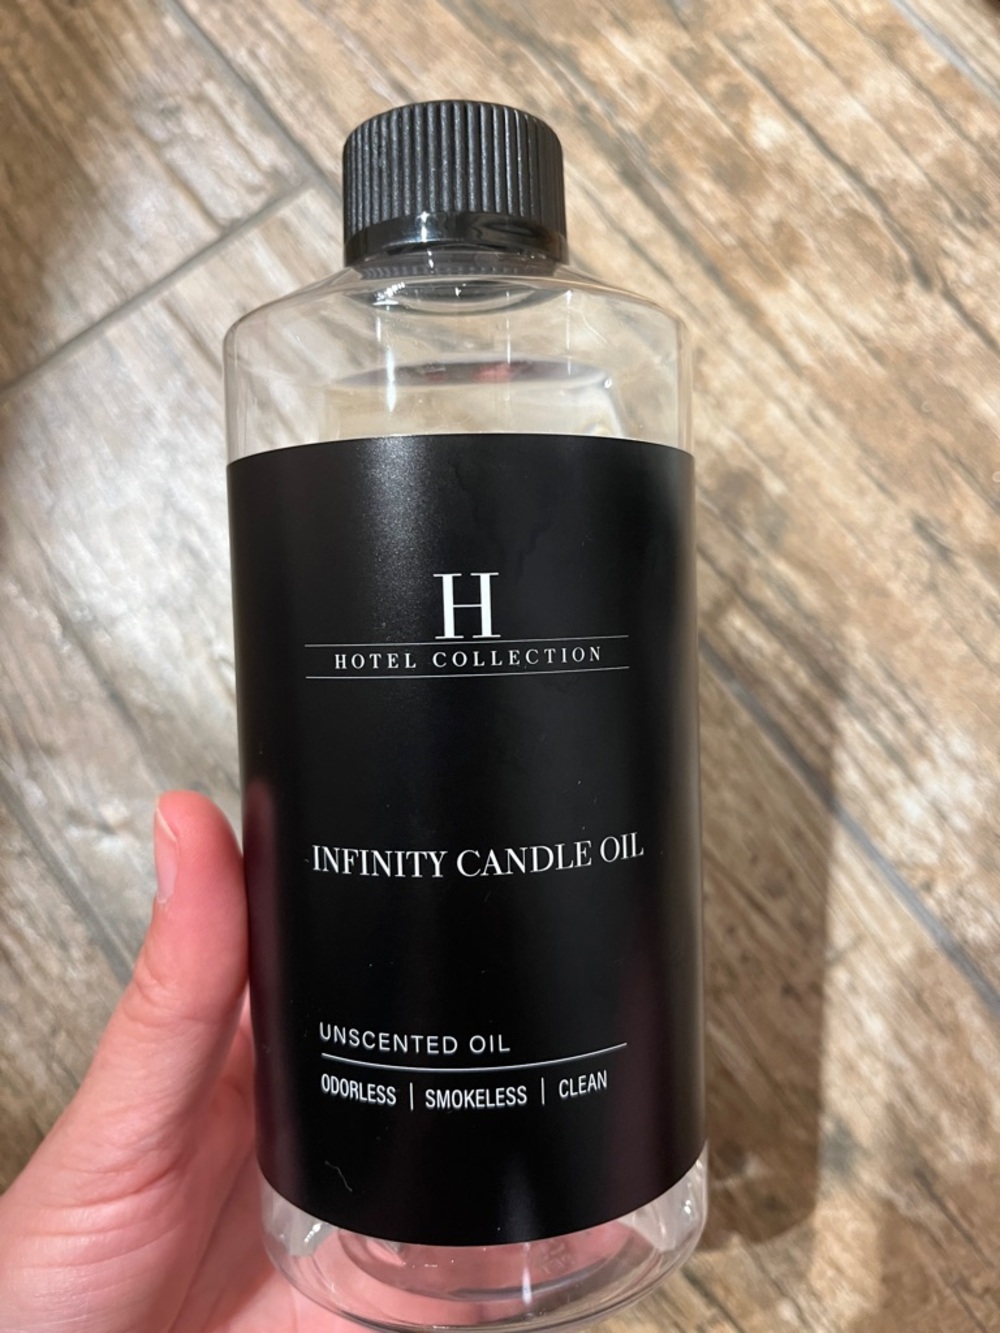 H
HOTEL COLLECTION
INFINITY CANDLE OIL
UNSCENTED OIL
ODORLESS | SMOKELESS | CLEAN